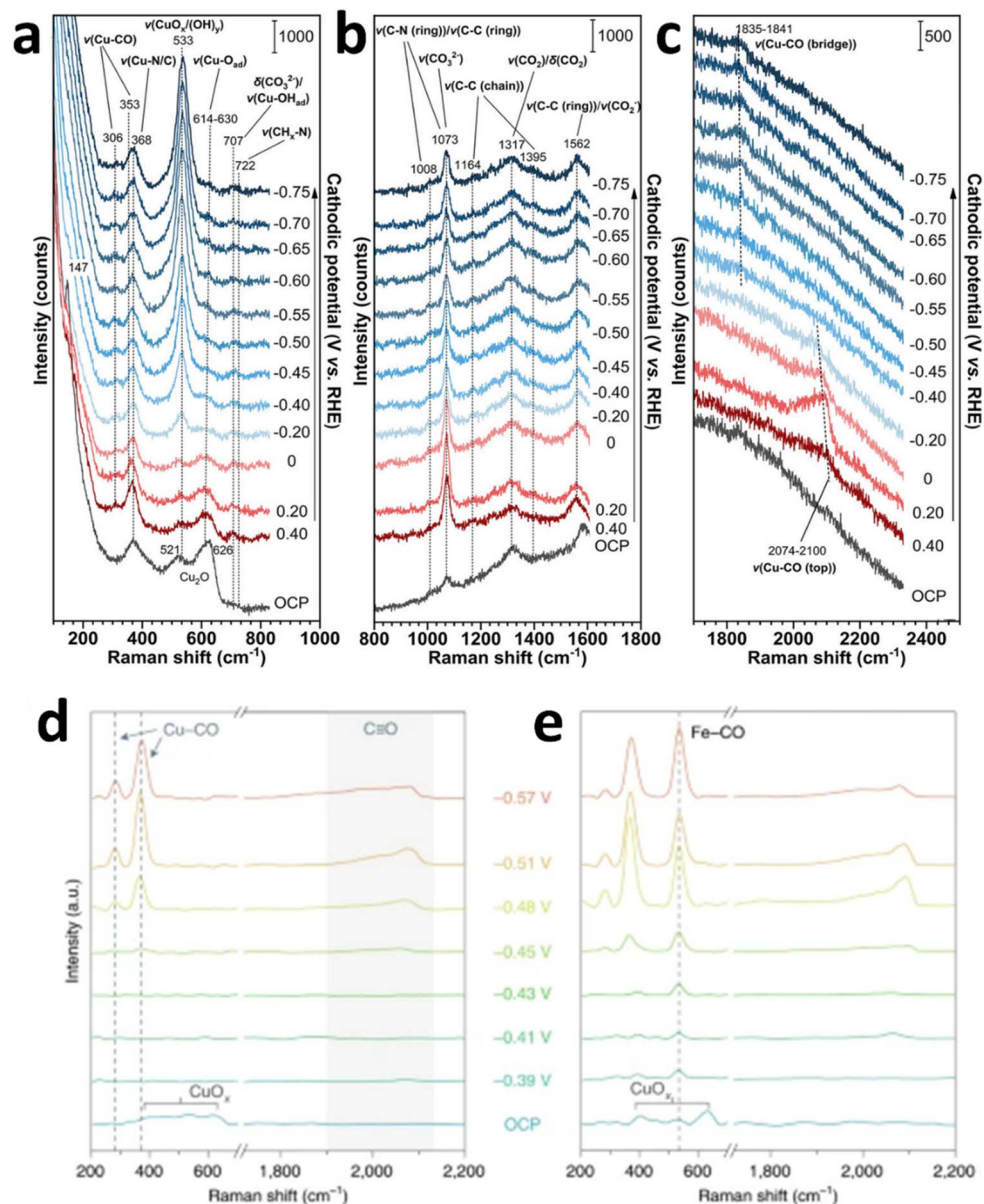 a
ν(CuOₓ/(OH)ᵧ)
533
1000
ν(Cu-CO)
ν(Cu-N/C)
ν(Cu-Oad)
δ(CO₃²⁻)/
ν(Cu-OHad)
353
614-630
ν(CHₓ-N)
306
368
707
722
-0.75
-0.70
-0.65
-0.60
-0.55
-0.50
-0.45
-0.40
-0.20
0
0.20
0.40
OCP
147
521
626
Cu₂O
Intensity (counts)
Cathodic potential (V vs. RHE)
200 400 600 800 1000
Raman shift (cm⁻¹)
b
ν(C-N (ring))/ν(C-C (ring))
1000
ν(CO₃²⁻)
ν(CO₂)/δ(CO₂)
ν(C-C (chain))
ν(C-C (ring))/ν(CO₂⁻)
1073
1317
1562
1008
1164
1395
-0.75
-0.70
-0.65
-0.60
-0.55
-0.50
-0.45
-0.40
-0.20
0
0.20
0.40
OCP
Intensity (counts)
Cathodic potential (V vs. RHE)
800 1000 1200 1400 1600 1800
Raman shift (cm⁻¹)
c
1835-1841
ν(Cu-CO (bridge))
500
-0.75
-0.70
-0.65
-0.60
-0.55
-0.50
-0.45
-0.40
-0.20
0
0.20
0.40
OCP
2074-2100
ν(Cu-CO (top))
Intensity (counts)
Cathodic potential (V vs. RHE)
1800 2000 2200 2400
Raman shift (cm⁻¹)
d
Cu–CO
C≡O
CuOₓ
Intensity (a.u.)
200 400 600 1,800 2,000 2,200
Raman shift (cm⁻¹)
–0.57 V
–0.51 V
–0.48 V
–0.45 V
–0.43 V
–0.41 V
–0.39 V
OCP
e
Fe–CO
CuOₓ
200 400 600 1,800 2,000 2,200
Raman shift (cm⁻¹)